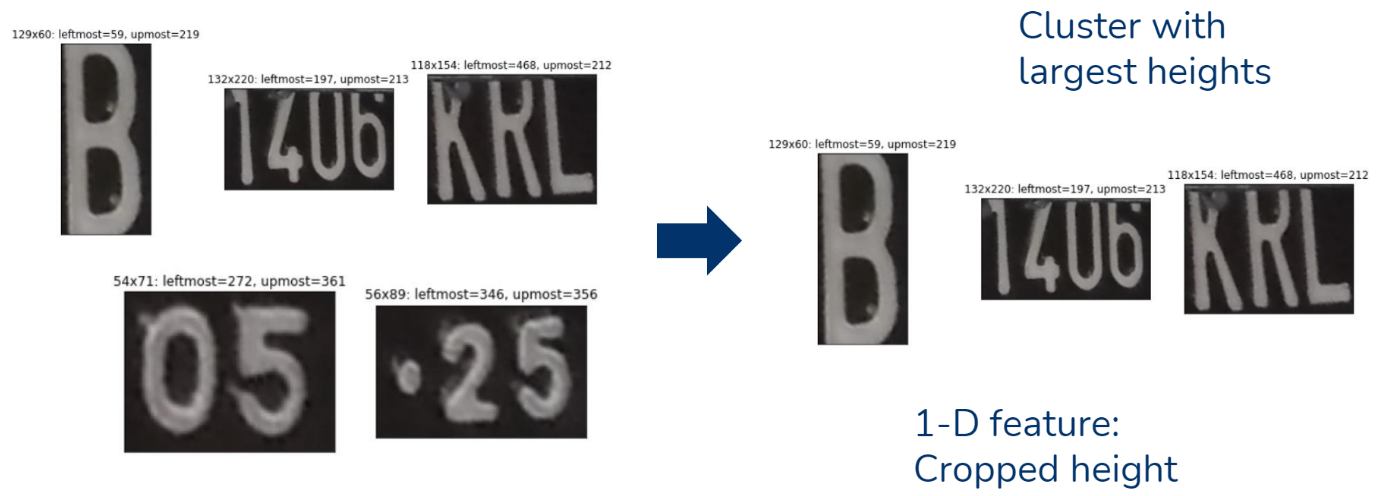 Cluster with
largest heights
129x60: leftmost=59, upmost=219
132x220: leftmost=197, upmost=213
118x154: leftmost=468, upmost=212
B
1406
KRL
54x71: leftmost=272, upmost=361
56x89: leftmost=346, upmost=356
05
·25
129x60: leftmost=59, upmost=219
132x220: leftmost=197, upmost=213
118x154: leftmost=468, upmost=212
B
1406
KRL
1-D feature:
Cropped height